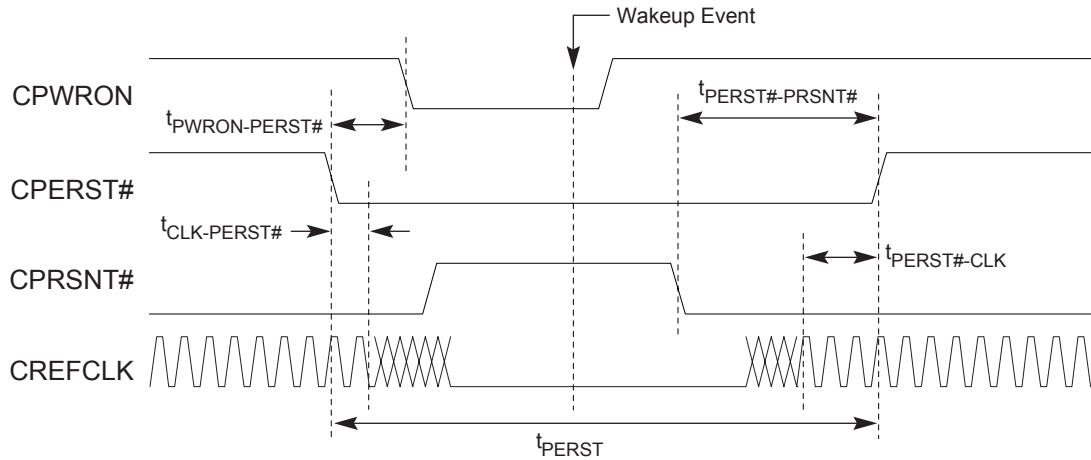 Wakeup Event
CPWRON
tPERST#-PRSNT#
tPWRON-PERST#
CPERST#
tCLK-PERST#
tPERST#-CLK
CPRSNT#
CREFCLK
tPERST